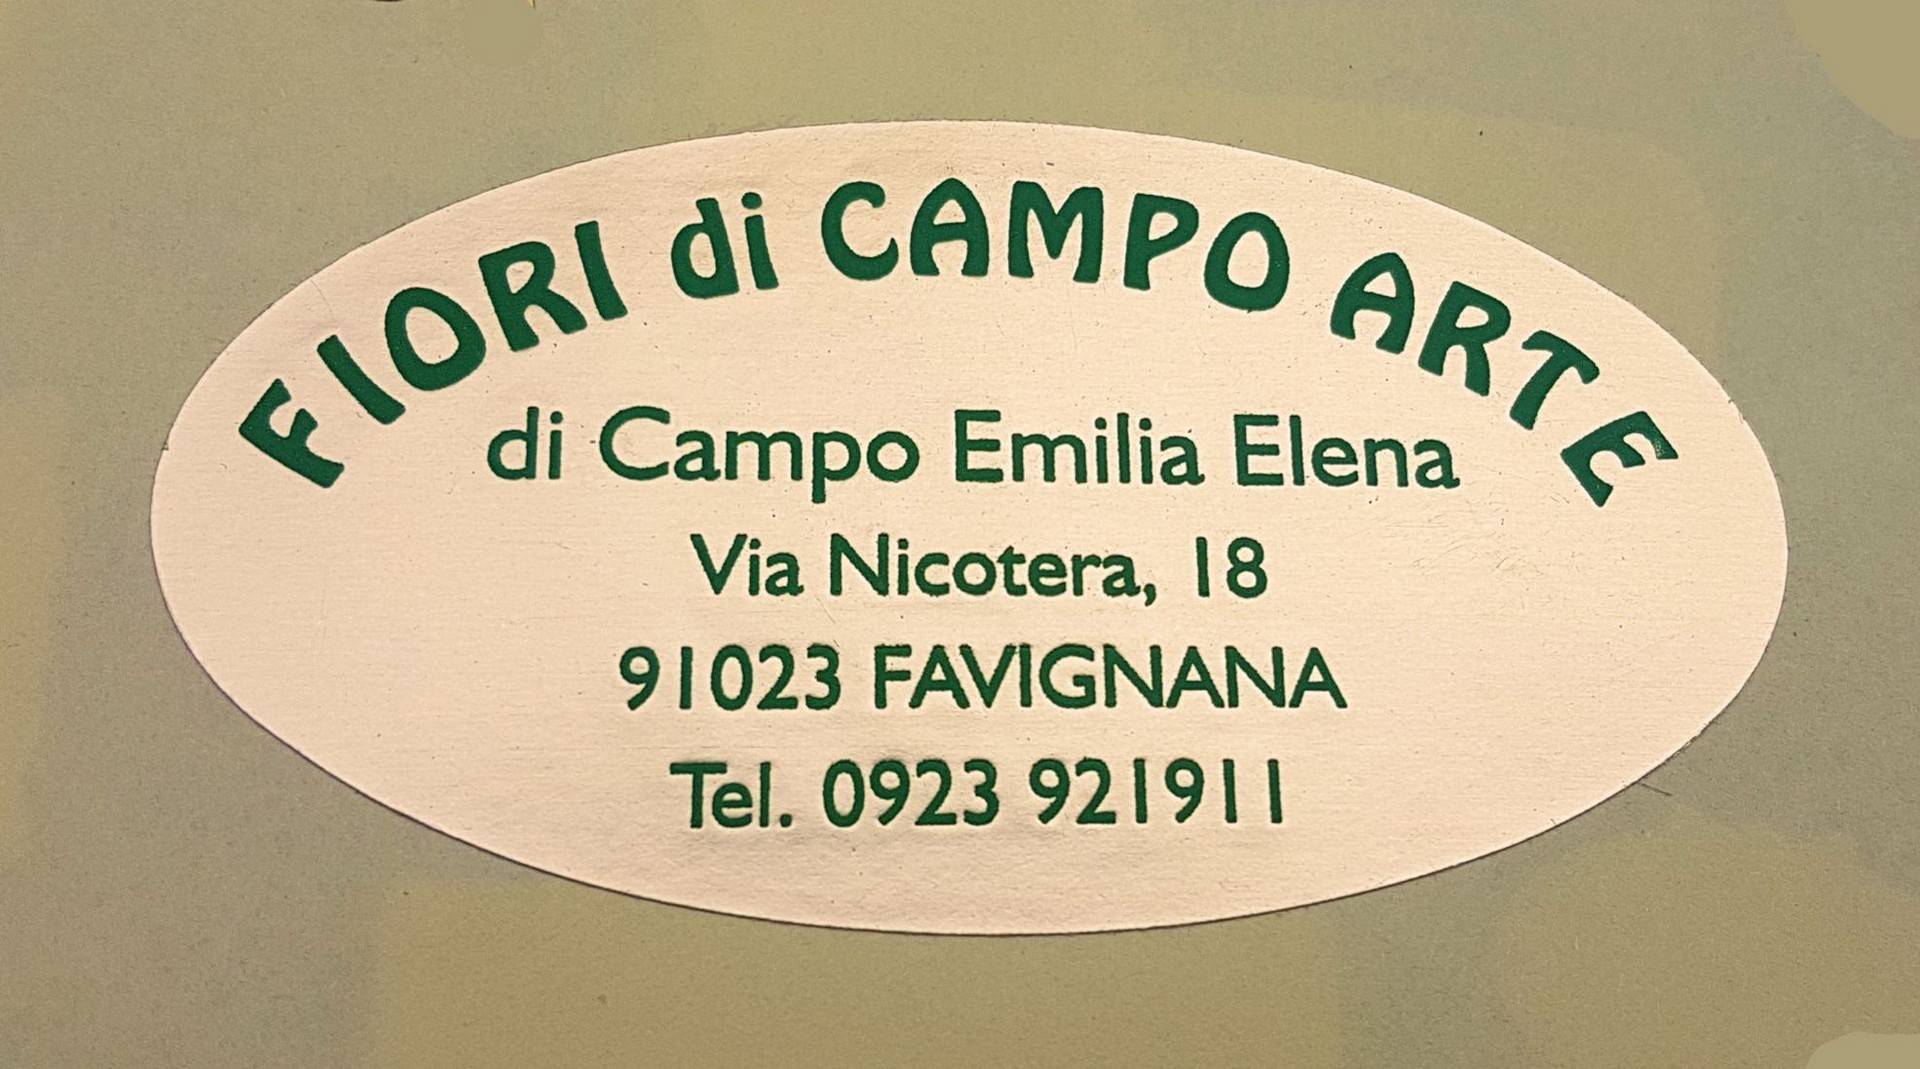 FIORI di CAMPO ARTE
di Campo Emilia Elena
Via Nicotera, 18
91023 FAVIGNANA
Tel. 0923 921911